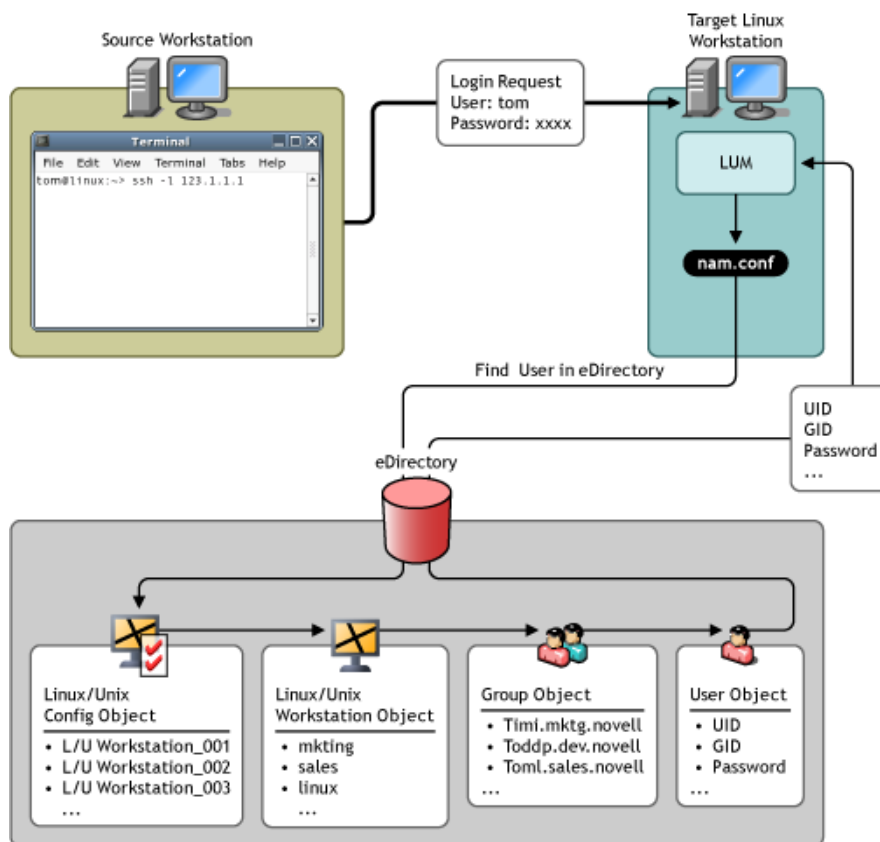 Source Workstation
Target Linux
Workstation
Login Request
User: tom
Password: xxxx
Terminal
File Edit View Terminal Tabs Help
tom@linux:~> ssh -l 123.1.1.1
LUM
nam.conf
Find User in eDirectory
UID
GID
Password
...
eDirectory
Linux/Unix
Config Object
• L/U Workstation_001
• L/U Workstation_002
• L/U Workstation_003
...
Linux/Unix
Workstation Object
• mkting
• sales
• linux
...
Group Object
• Timi.mktg.novell
• Toddp.dev.novell
• Toml.sales.novell
...
User Object
• UID
• GID
• Password
...